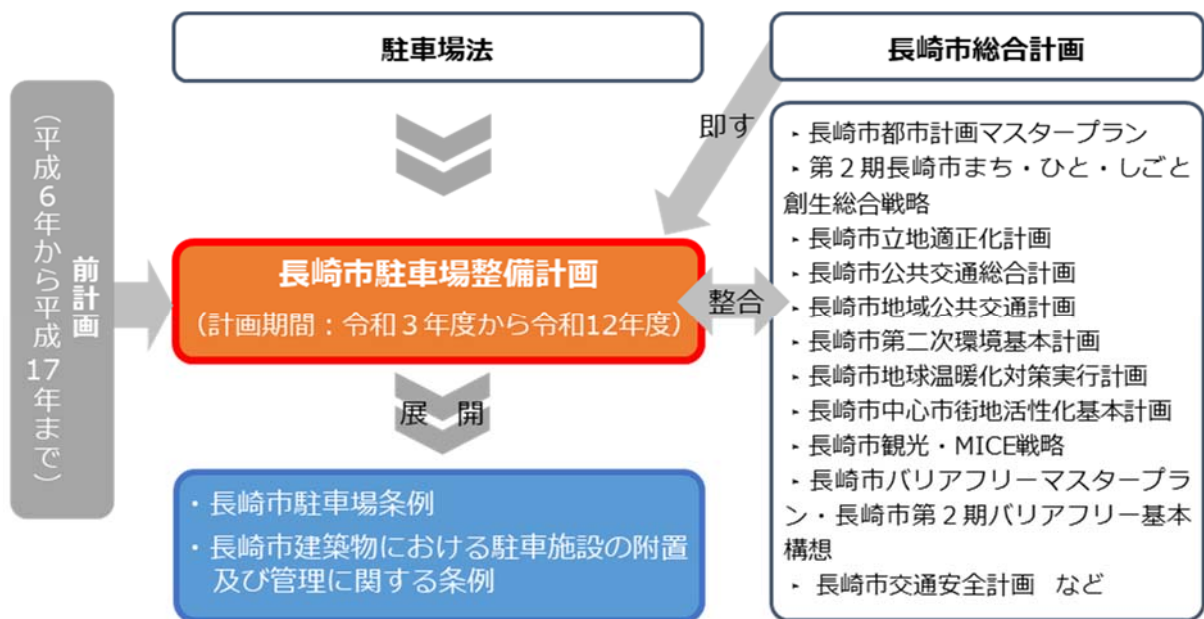 駐車場法
長崎市総合計画
前計画
（平成６年から平成17年まで）
即す
長崎市駐車場整備計画
（計画期間：令和３年度から令和12年度）
整合
展　開
・長崎市駐車場条例
・長崎市建築物における駐車施設の附置
及び管理に関する条例
▸ 長崎市都市計画マスタープラン
▸ 第２期長崎市まち・ひと・しごと
創生総合戦略
▸ 長崎市立地適正化計画
▸ 長崎市公共交通総合計画
▸ 長崎市地域公共交通計画
▸ 長崎市第二次環境基本計画
▸ 長崎市地球温暖化対策実行計画
▸ 長崎市中心市街地活性化基本計画
▸ 長崎市観光・MICE戦略
▸ 長崎市バリアフリーマスタープラ
ン・長崎市第２期バリアフリー基本
構想
▸ 長崎市交通安全計画　など